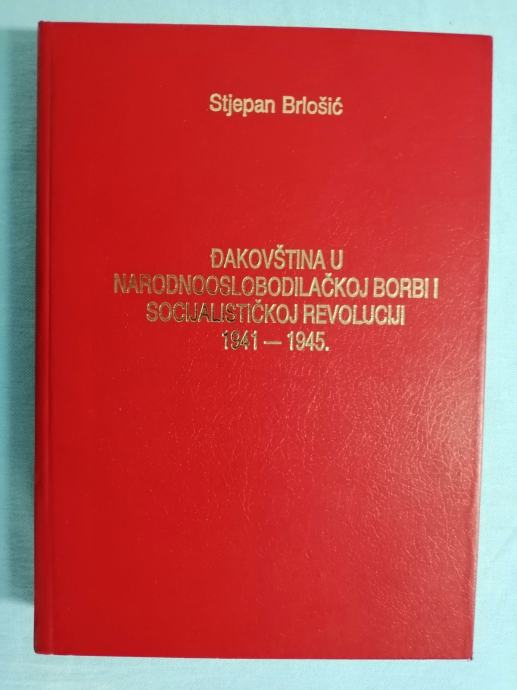 Stjepan Brlošić
ĐAKOVŠTINA U
NARODNOOSLOBODILAČKOJ BORBI I
SOCIJALISTIČKOJ REVOLUCIJI
1941 — 1945.